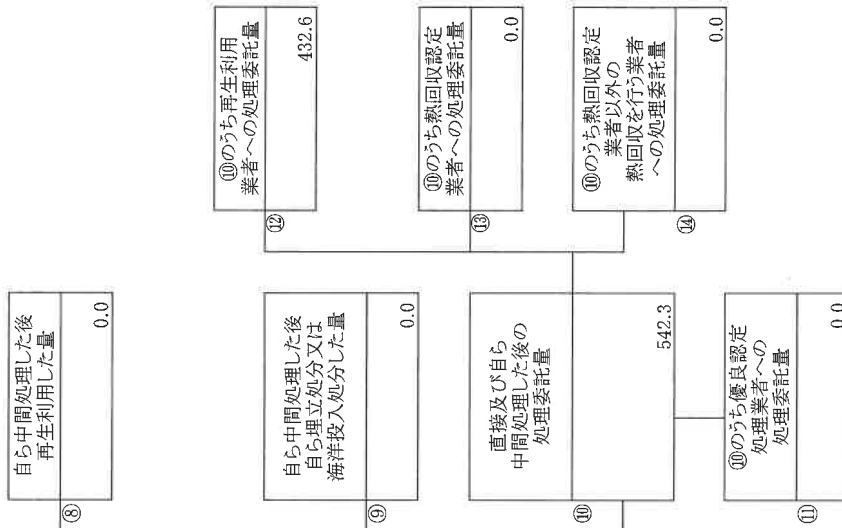 ⑧
自ら中間処理した後
再生利用した量
0.0
⑨
自ら中間処理した後
自ら埋立処分又は
海洋投入処分した量
0.0
⑩
直接及び自ら
中間処理した後の
処理委託量
542.3
⑪
⑩のうち優良認定
処理業者への
処理委託量
0.0
⑫
⑩のうち再生利用
業者への処理委託量
432.6
⑬
⑩のうち熱回収認定
業者への処理委託量
0.0
⑭
⑩のうち熱回収認定
業者以外の
熱回収を行う業者
への処理委託量
0.0